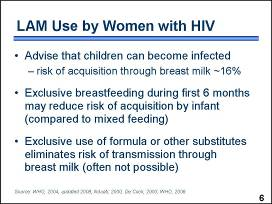 LAM Use by Women with HIV
• Advise that children can become infected
– risk of acquisition through breast milk ~16%
• Exclusive breastfeeding during first 6 months
may reduce risk of acquisition by infant
(compared to mixed feeding)
• Exclusive use of formula or other substitutes
eliminates risk of transmission through
breast milk (often not possible)
Source: WHO, 2004, updated 2008; 2000; De Cock, 2000; WHO, 2006
6